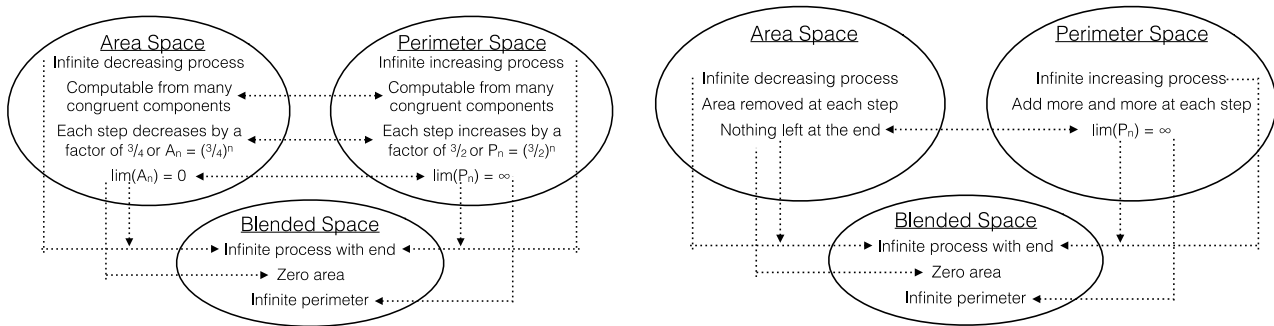 Area Space
Infinite decreasing process
Computable from many
congruent components
Each step decreases by a
factor of ³/₄ or Aₙ = (³/₄)ⁿ
lim(Aₙ) = 0
Perimeter Space
Infinite increasing process
Computable from many
congruent components
Each step increases by a
factor of ³/₂ or Pₙ = (³/₂)ⁿ
lim(Pₙ) = ∞
Blended Space
Infinite process with end
Zero area
Infinite perimeter
Area Space
Infinite decreasing process
Area removed at each step
Nothing left at the end
Perimeter Space
Infinite increasing process
Add more and more at each step
lim(Pₙ) = ∞
Blended Space
Infinite process with end
Zero area
Infinite perimeter